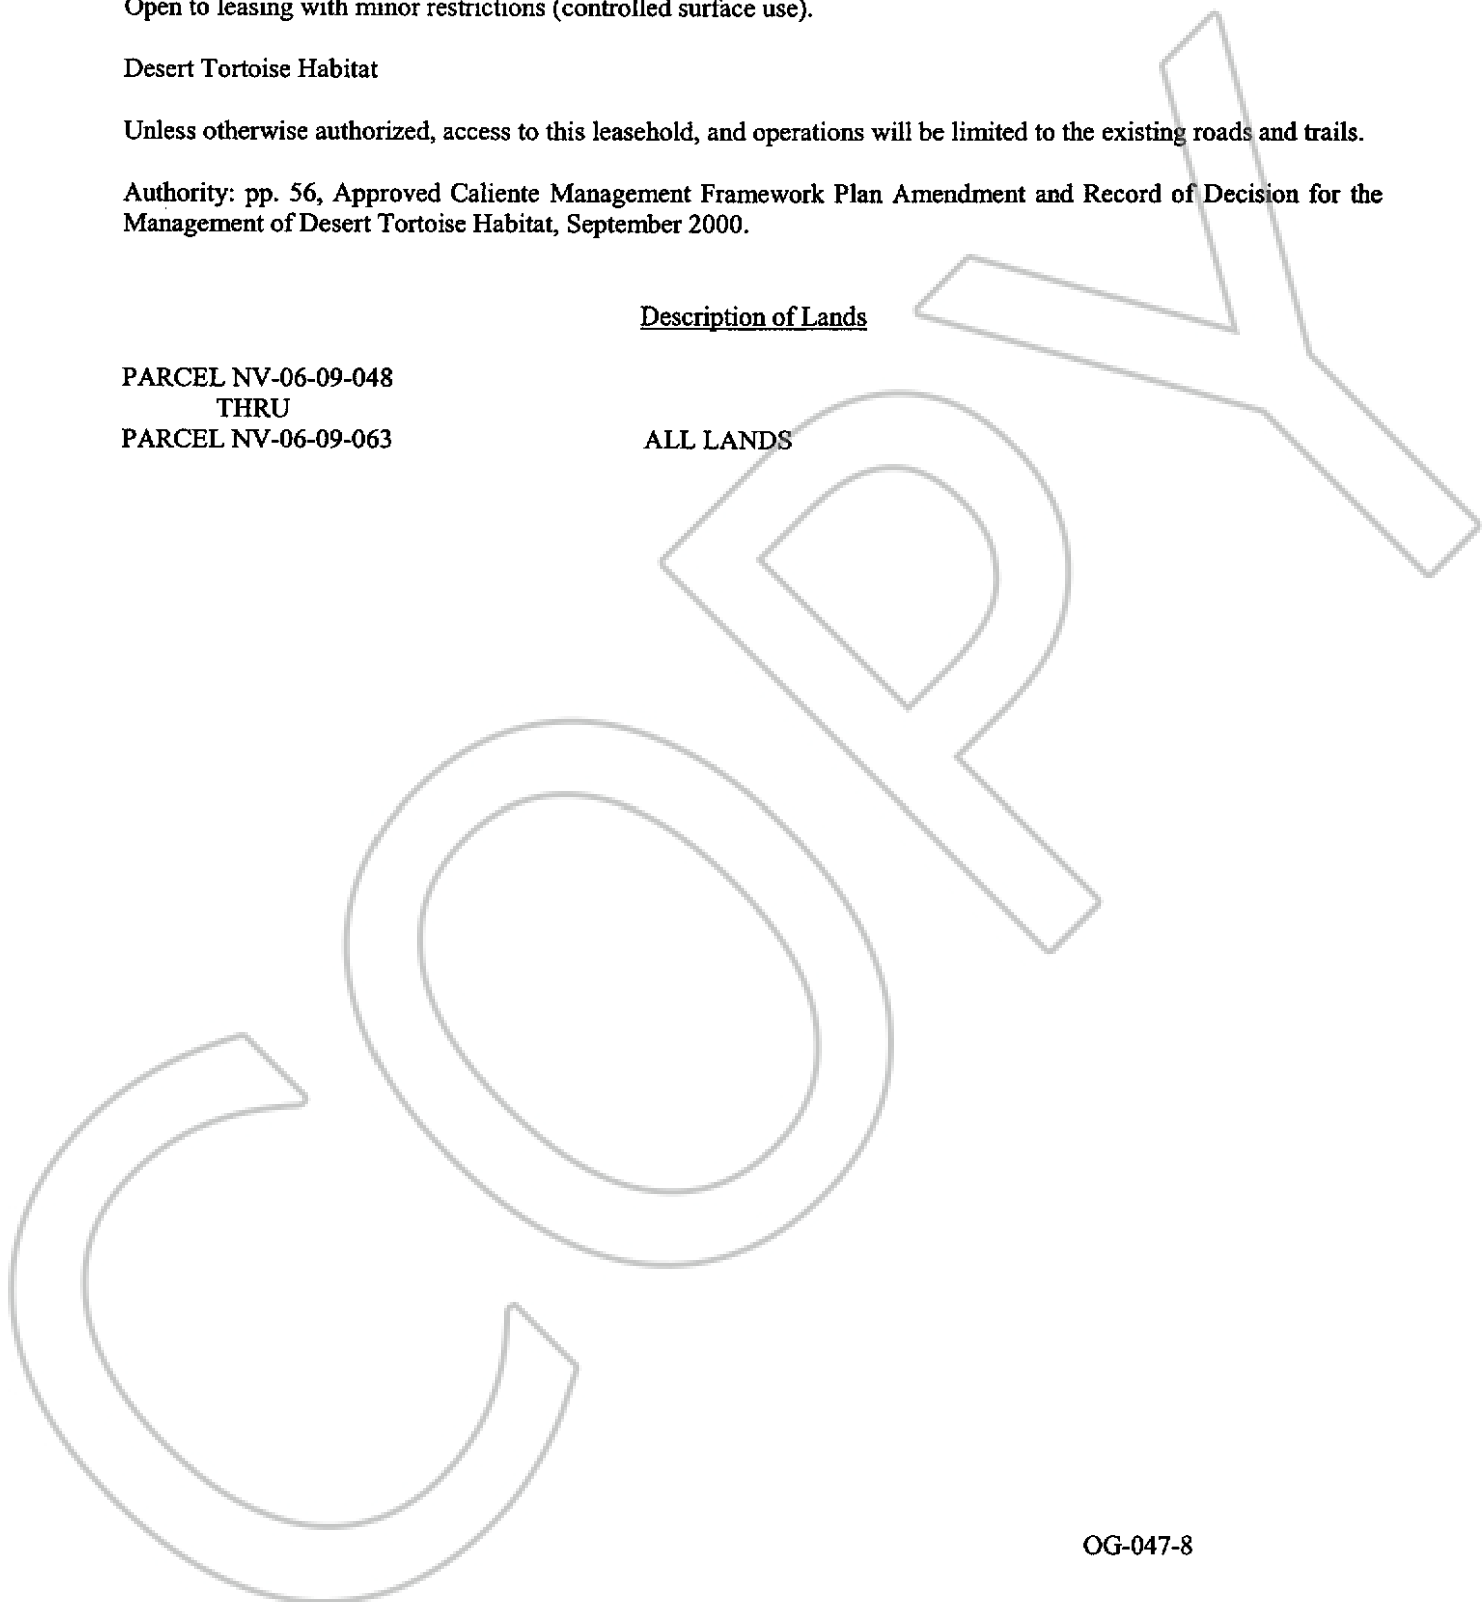 Open to leasing with minor restrictions (controlled surface use).
Desert Tortoise Habitat
Unless otherwise authorized, access to this leasehold, and operations will be limited to the existing roads and trails.
Authority: pp. 56, Approved Caliente Management Framework Plan Amendment and Record of Decision for the
Management of Desert Tortoise Habitat, September 2000.
Description of Lands
PARCEL NV-06-09-048
THRU
PARCEL NV-06-09-063 ALL LANDS
COPY
OG-047-8